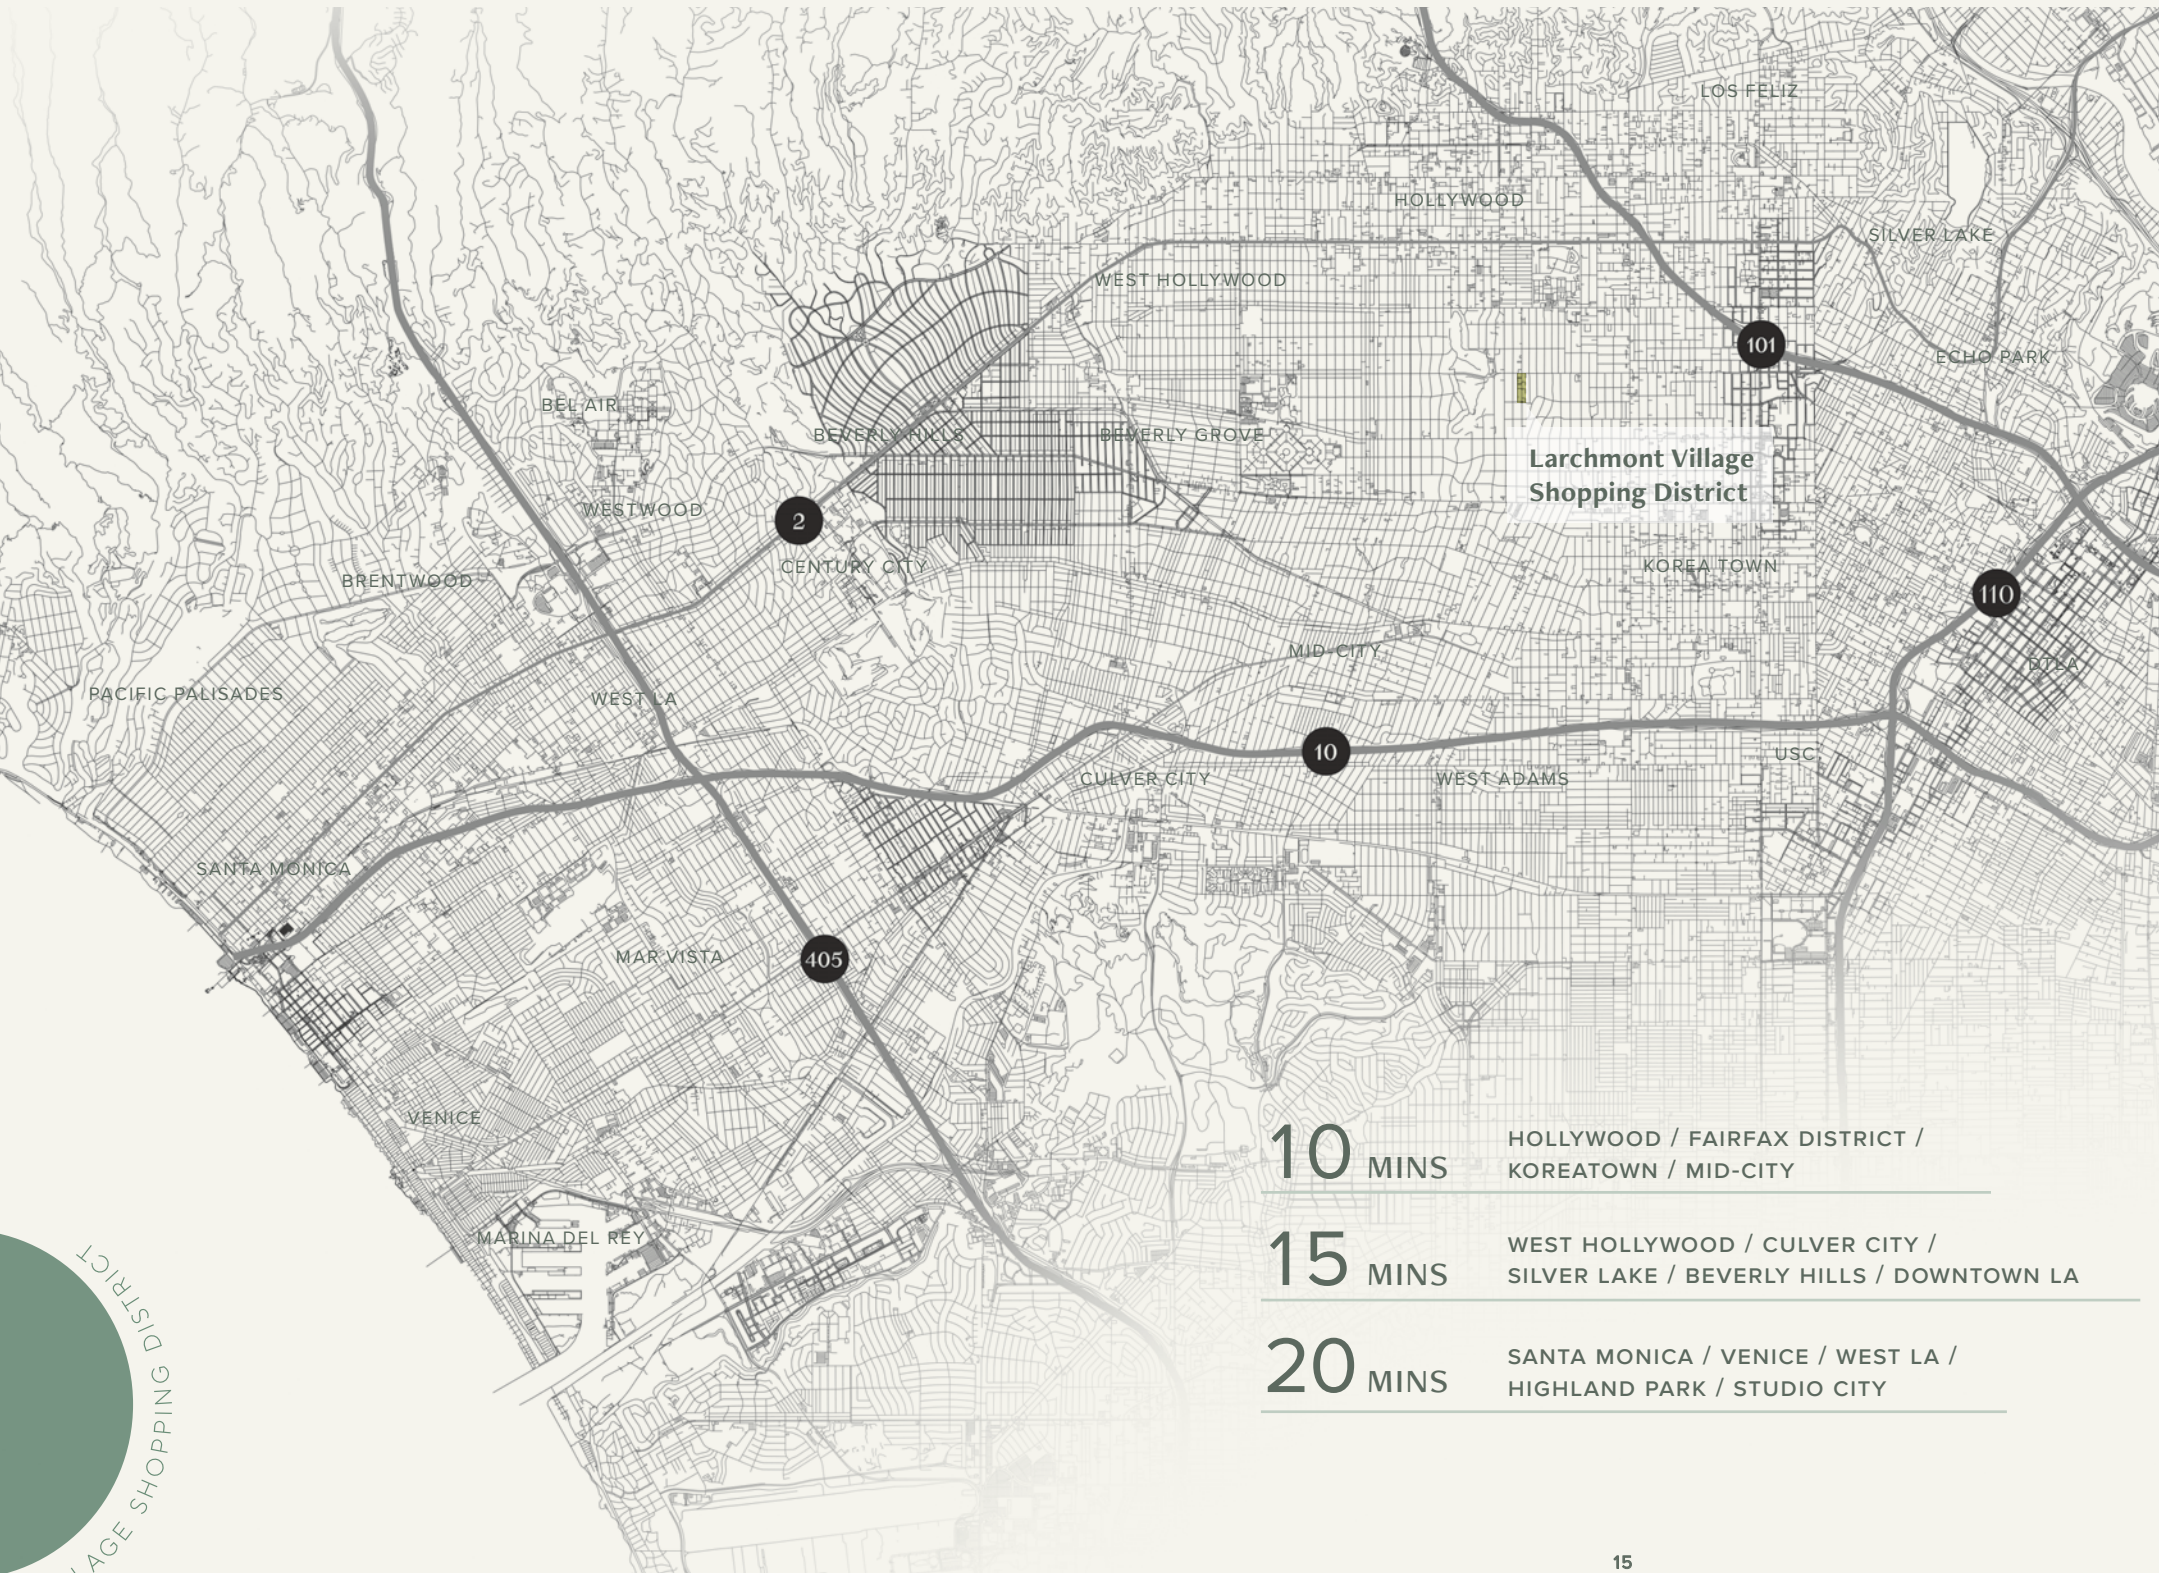 LOS FELIZ
HOLLYWOOD
SILVER LAKE
WEST HOLLYWOOD
101
ECHO PARK
BEL AIR
BEVERLY HILLS
BEVERLY GROVE
Larchmont Village
Shopping District
WESTWOOD
2
CENTURY CITY
KOREA TOWN
BRENTWOOD
110
MID-CITY
DTLA
PACIFIC PALISADES
WEST LA
10
USC
CULVER CITY
WEST ADAMS
SANTA MONICA
MAR VISTA
405
VENICE
MARINA DEL REY
10 MINS
HOLLYWOOD / FAIRFAX DISTRICT /
KOREATOWN / MID-CITY
15 MINS
WEST HOLLYWOOD / CULVER CITY /
SILVER LAKE / BEVERLY HILLS / DOWNTOWN LA
20 MINS
SANTA MONICA / VENICE / WEST LA /
HIGHLAND PARK / STUDIO CITY
LAGE SHOPPING DISTRICT
15